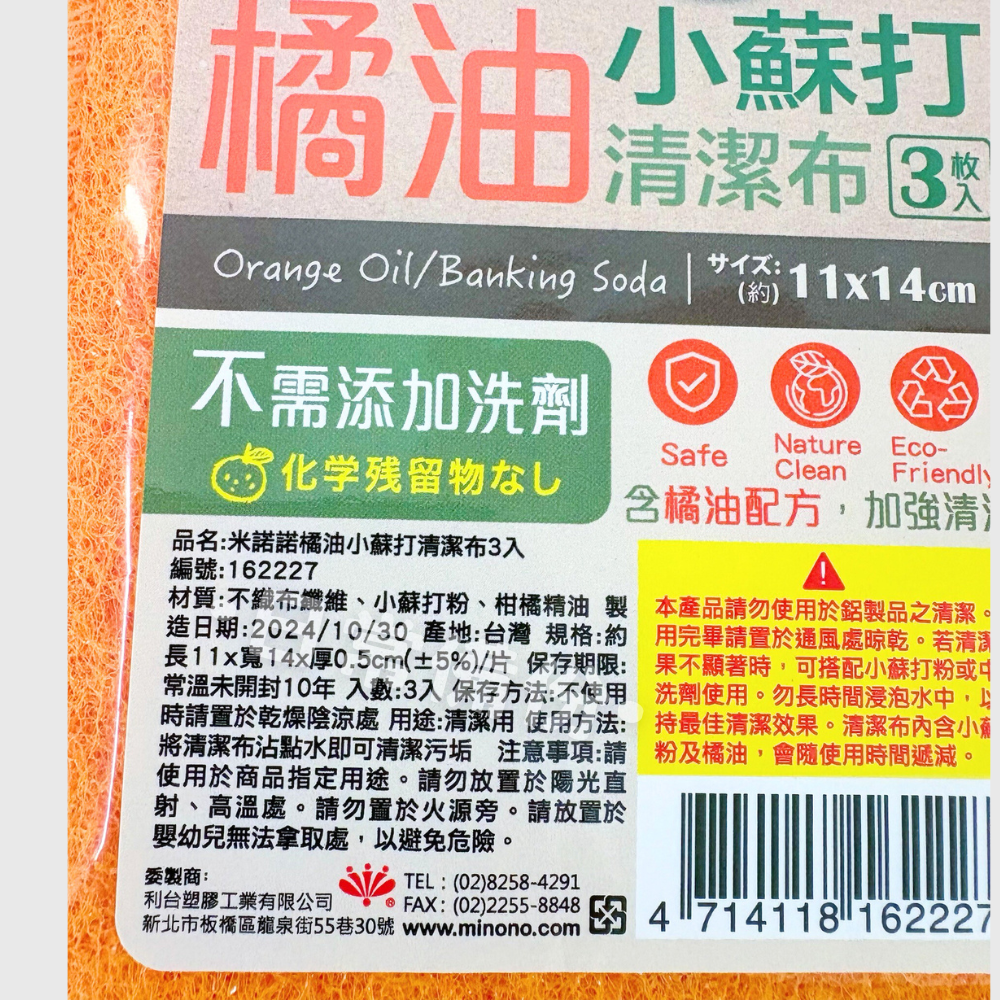 橘油
小蘇打
清潔布
3枚入
Orange Oil/Banking Soda
サイズ:
(約)
11x14cm
不需添加洗劑
化学残留物なし
Safe
Nature Clean
Eco-Friendly
含橘油配方，加強清
品名:米諾諾橘油小蘇打清潔布3入
編號:162227
材質:不織布纖維、小蘇打粉、柑橘精油 製
造日期:2024/10/30 產地:台灣 規格:約
長11x寬14x厚0.5cm(±5%)/片 保存期限:
常溫未開封10年 入數:3入 保存方法:不使用
時請置於乾燥陰涼處 用途:清潔用 使用方法:
將清潔布沾點水即可清潔污垢 注意事項:請
使用於商品指定用途。請勿放置於陽光直
射、高溫處。請勿置於火源旁。請放置於
嬰幼兒無法拿取處，以避免危險。
本產品請勿使用於鋁製品之清潔。
用完畢請置於通風處晾乾。若清潔
果不顯著時，可搭配小蘇打粉或中
洗劑使用。勿長時間浸泡水中，以
持最佳清潔效果。清潔布內含小蘇
粉及橘油，會隨使用時間遞減。
委製商:
利台塑膠工業有限公司
新北市板橋區龍泉街55巷30號
TEL : (02)8258-4291
FAX : (02)2255-8848
www.minono.com
4 714118 162227